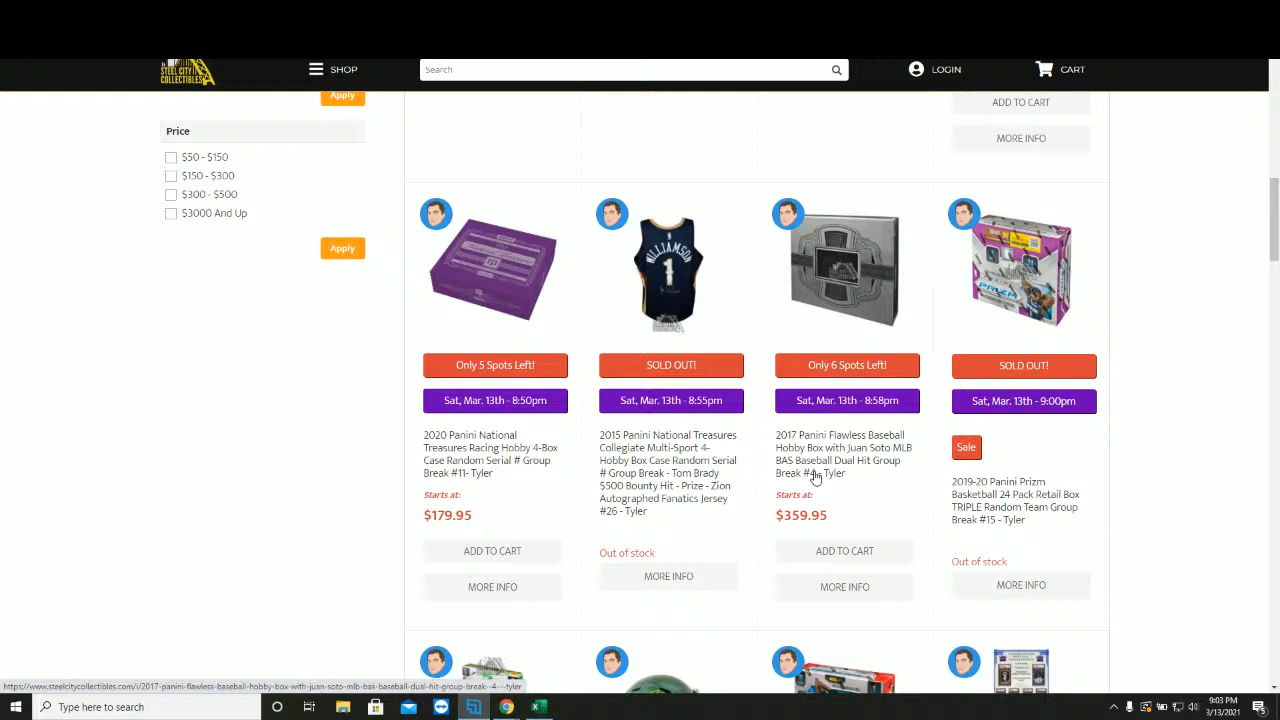 STEEL CITY
COLLECTIBLES
SHOP
Search
LOGIN
CART
Apply
Price
$50 - $150
$150 - $300
$300 - $500
$3000 And Up
Apply
ADD TO CART
MORE INFO
Only 5 Spots Left!
Sat, Mar. 13th - 8:50pm
2020 Panini National
Treasures Racing Hobby 4-Box
Case Random Serial # Group
Break #11- Tyler
Starts at:
$179.95
ADD TO CART
MORE INFO
WILLIAMSON
1
SOLD OUT!
Sat, Mar. 13th - 8:55pm
2015 Panini National Treasures
Collegiate Multi-Sport 4-
Hobby Box Case Random Serial
# Group Break - Tom Brady
$500 Bounty Hit - Prize - Zion
Autographed Fanatics Jersey
#26 - Tyler
Out of stock
MORE INFO
Only 6 Spots Left!
Sat, Mar. 13th - 8:58pm
2017 Panini Flawless Baseball
Hobby Box with Juan Soto MLB
BAS Baseball Dual Hit Group
Break #4 - Tyler
Starts at:
$359.95
ADD TO CART
MORE INFO
PRIZM
SOLD OUT!
Sat, Mar. 13th - 9:00pm
Sale
2019-20 Panini Prizm
Basketball 24 Pack Retail Box
TRIPLE Random Team Group
Break #15 - Tyler
Out of stock
MORE INFO
https://www.steelcitycollectibles.com/i/2017-panini-flawless-baseball-hobby-box-with-juan-soto-mlb-bas-baseball-dual-hit-group-break--4---tyler
Type here to search
9:03 PM
3/13/2021